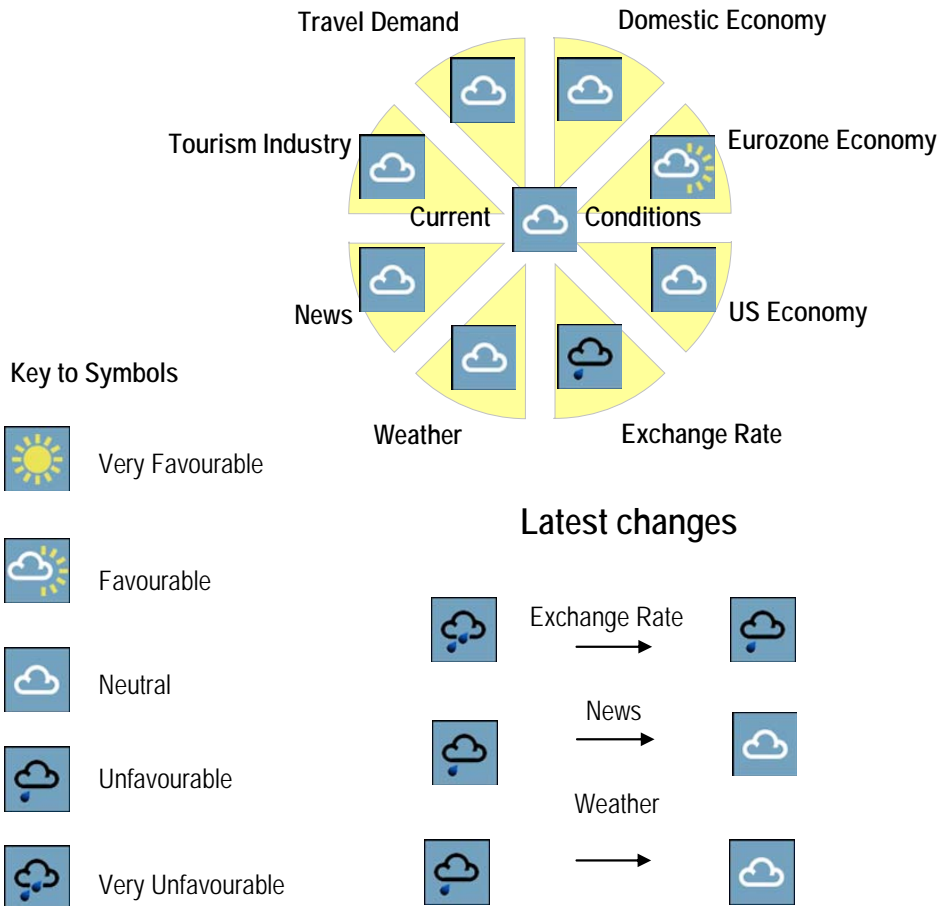 Travel Demand
Domestic Economy
Tourism Industry
Eurozone Economy
Current
Conditions
News
US Economy
Weather
Exchange Rate
Key to Symbols
Very Favourable
Favourable
Neutral
Unfavourable
Very Unfavourable
Latest changes
Exchange Rate
News
Weather